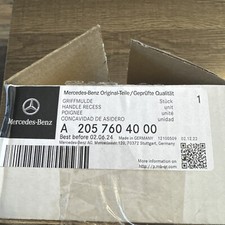 Mercedes-Benz Original-Teile/Geprüfte Qualität
GRIFFMULDE
HANDLE RECESS
POIGNEE
CONCAVIDAD DE ASIDERO
Stück
unit
unité
unidad
1
Mercedes-Benz
A 205 760 40 00
Best before 02.06.24
Made in GERMANY
Mercedes-Benz AG, Mercedesstr. 120, 70372 Stuttgart, Germany